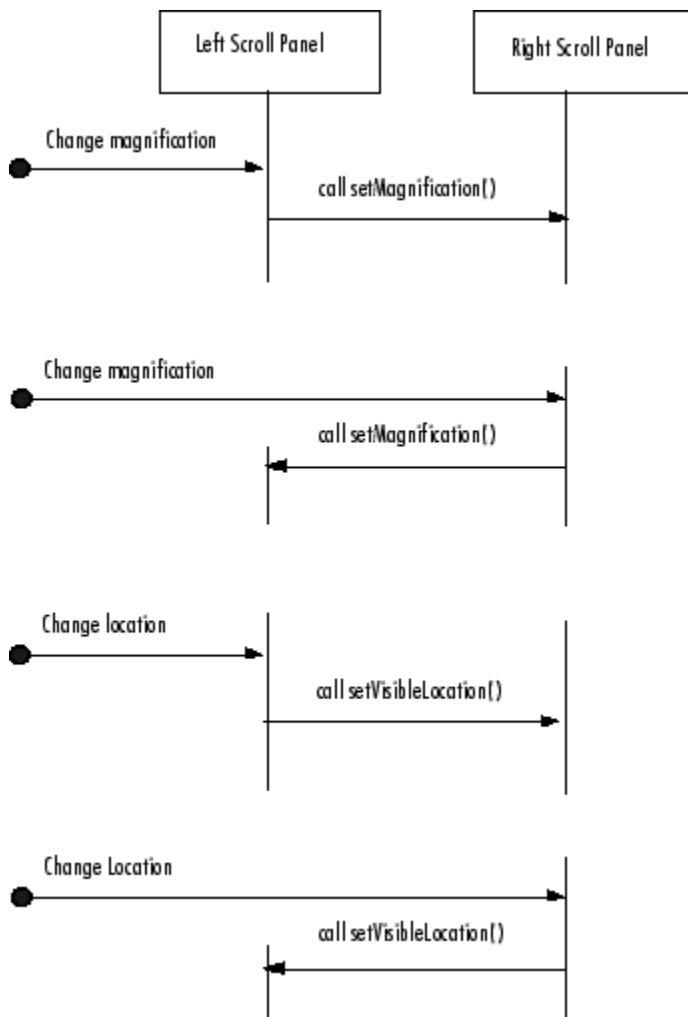 Left Scroll Panel
Right Scroll Panel
Change magnification
call setMagnification()
Change magnification
call setMagnification()
Change location
call setVisibleLocation()
Change Location
call setVisibleLocation()